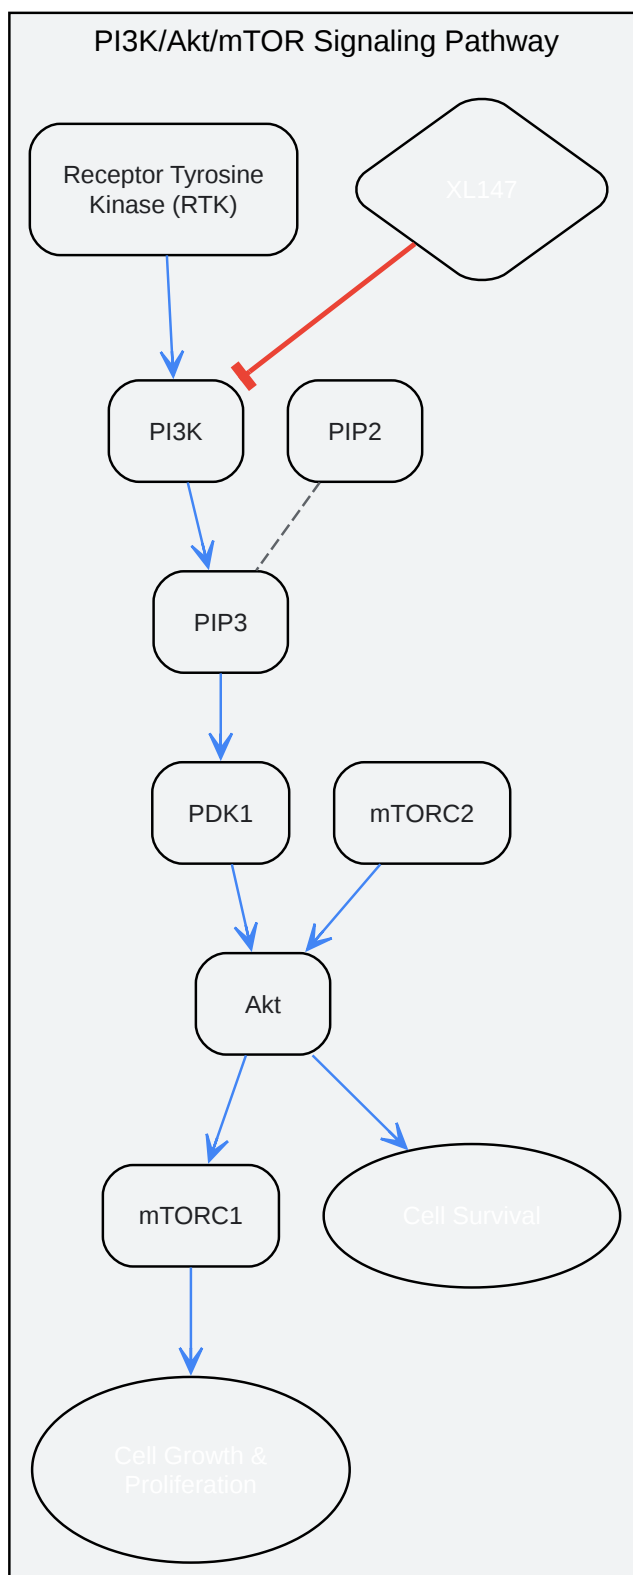 PI3K/Akt/mTOR Signaling Pathway
Receptor Tyrosine
Kinase (RTK)
XL147
PI3K
PIP2
PIP3
PDK1
mTORC2
Akt
mTORC1
Cell Survival
Cell Growth &
Proliferation